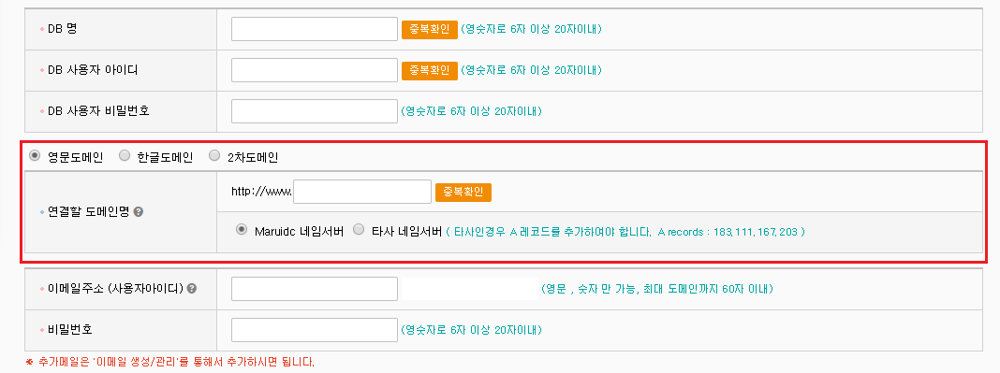 DB 명 중복확인 (영숫자로 6자 이상 20자이내)
DB 사용자 아이디 중복확인 (영숫자로 6자 이상 20자이내)
DB 사용자 비밀번호 (영숫자로 6자 이상 20자이내)
영문도메인 한글도메인 2차도메인
연결할 도메인명 ?
http://www. 중복확인
Maruidc 네임서버 타사 네임서버 ( 타사인경우 A 레코드를 추가하여야 합니다. A records : 183.111.167.203 )
이메일주소 (사용자아이디) ? (영문 , 숫자 만 가능, 최대 도메인까지 60자 이내)
비밀번호 (영숫자로 6자 이상 20자이내)
※ 추가메일은 '이메일 생성/관리'를 통해서 추가하시면 됩니다.